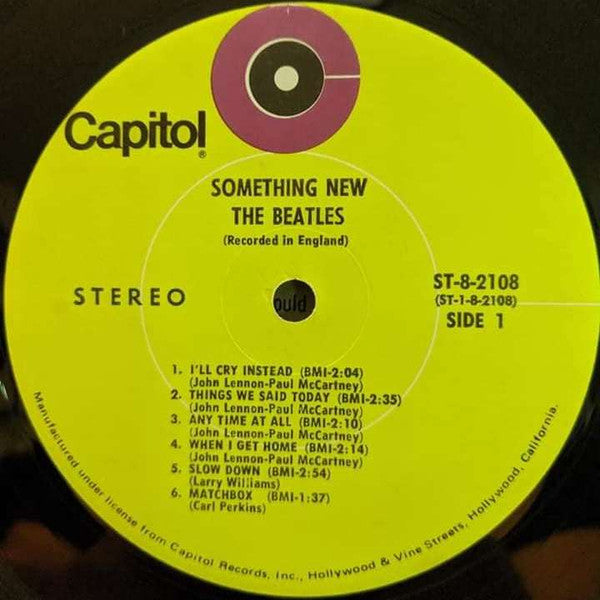 Capitol®
SOMETHING NEW
THE BEATLES
(Recorded in England)
STEREO
ould
ST-8-2108
(ST-1-8-2108)
SIDE 1
1. I'LL CRY INSTEAD (BMI-2:04)
(John Lennon-Paul McCartney)
2. THINGS WE SAID TODAY (BMI-2:35)
(John Lennon-Paul McCartney)
3. ANY TIME AT ALL (BMI-2:10)
(John Lennon-Paul McCartney)
4. WHEN I GET HOME (BMI-2:14)
(John Lennon-Paul McCartney)
5. SLOW DOWN (BMI-2:54)
(Larry Williams)
6. MATCHBOX (BMI-1:37)
(Carl Perkins)
Manufactured under license from Capitol Records, Inc., Hollywood & Vine Streets, Hollywood, California.